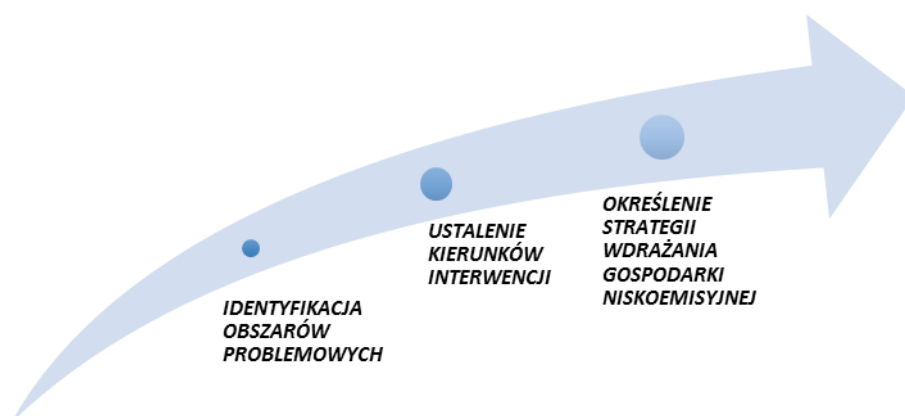 IDENTYFIKACJA
OBSZARÓW
PROBLEMOWYCH
USTALENIE
KIERUNKÓW
INTERWENCJI
OKREŚLENIE
STRATEGII
WDRAŻANIA
GOSPODARKI
NISKOEMISYJNEJ